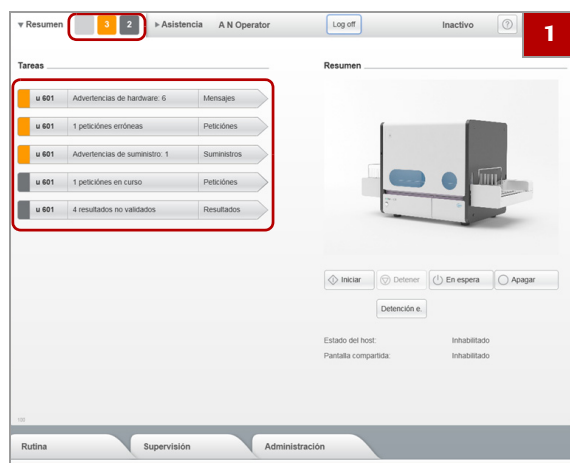 ▼ Resumen 3 2 ▶ Asistencia A N Operator Log off Inactivo ? 1
Tareas
u 601 Advertencias de hardware: 6 Mensajes
u 601 1 peticiónes erróneas Peticiónes
u 601 Advertencias de suministro: 1 Suministros
u 601 1 peticiónes en curso Peticiónes
u 601 4 resultados no validados Resultados
Resumen
Iniciar Detener En espera Apagar
Detención e.
Estado del host: Inhabilitado
Pantalla compartida: Inhabilitado
Rutina Supervisión Administración